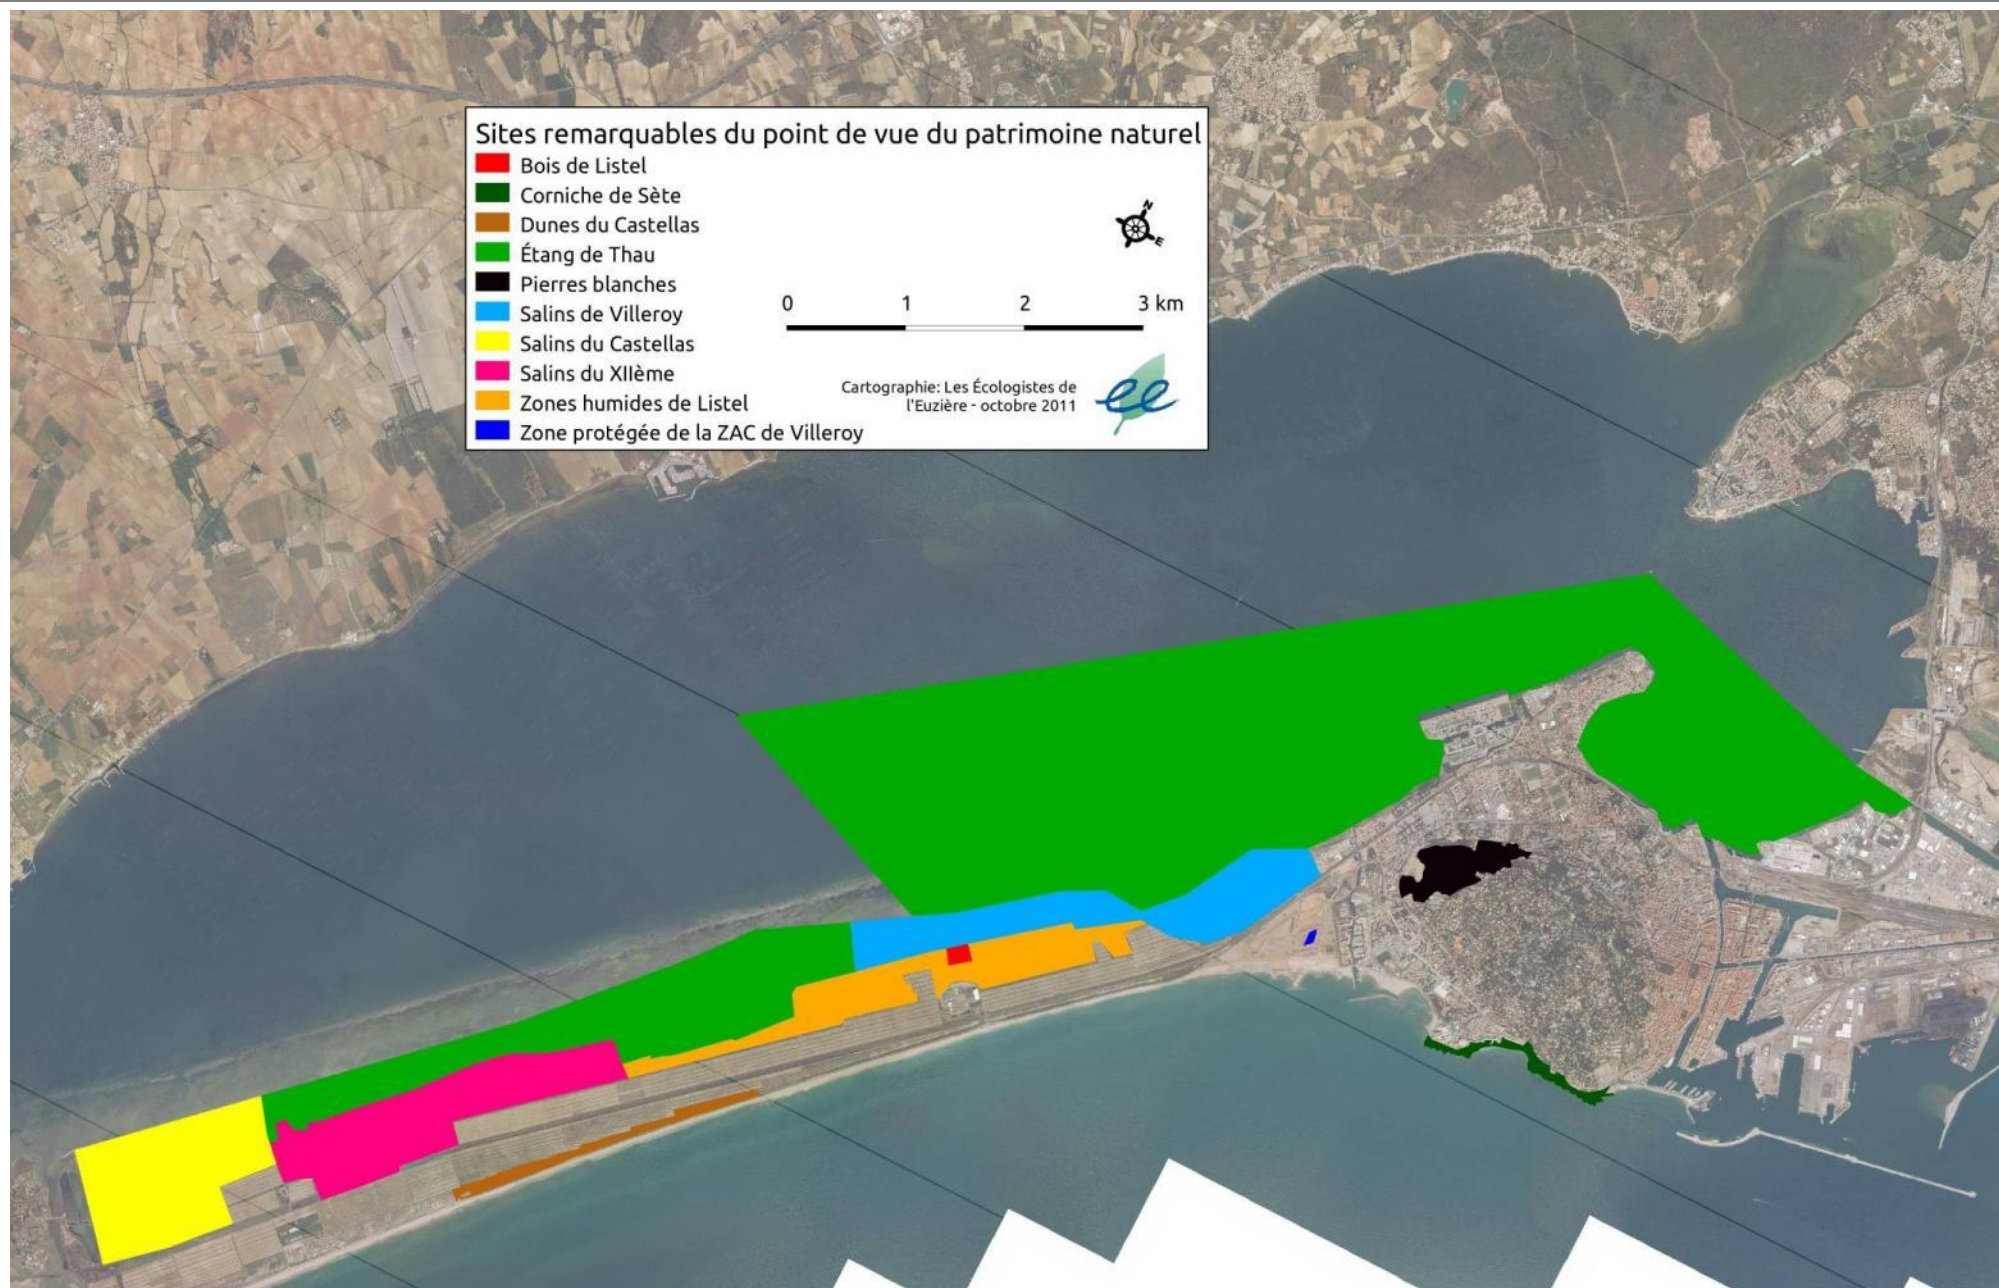 Sites remarquables du point de vue du patrimoine naturel
Bois de Listel
Corniche de Sète
Dunes du Castellas
Étang de Thau
Pierres blanches
Salins de Villeroy
Salins du Castellas
Salins du XIIème
Zones humides de Listel
Zone protégée de la ZAC de Villeroy
N
E
0 1 2 3 km
Cartographie: Les Écologistes de
l'Euzière - octobre 2011
ee